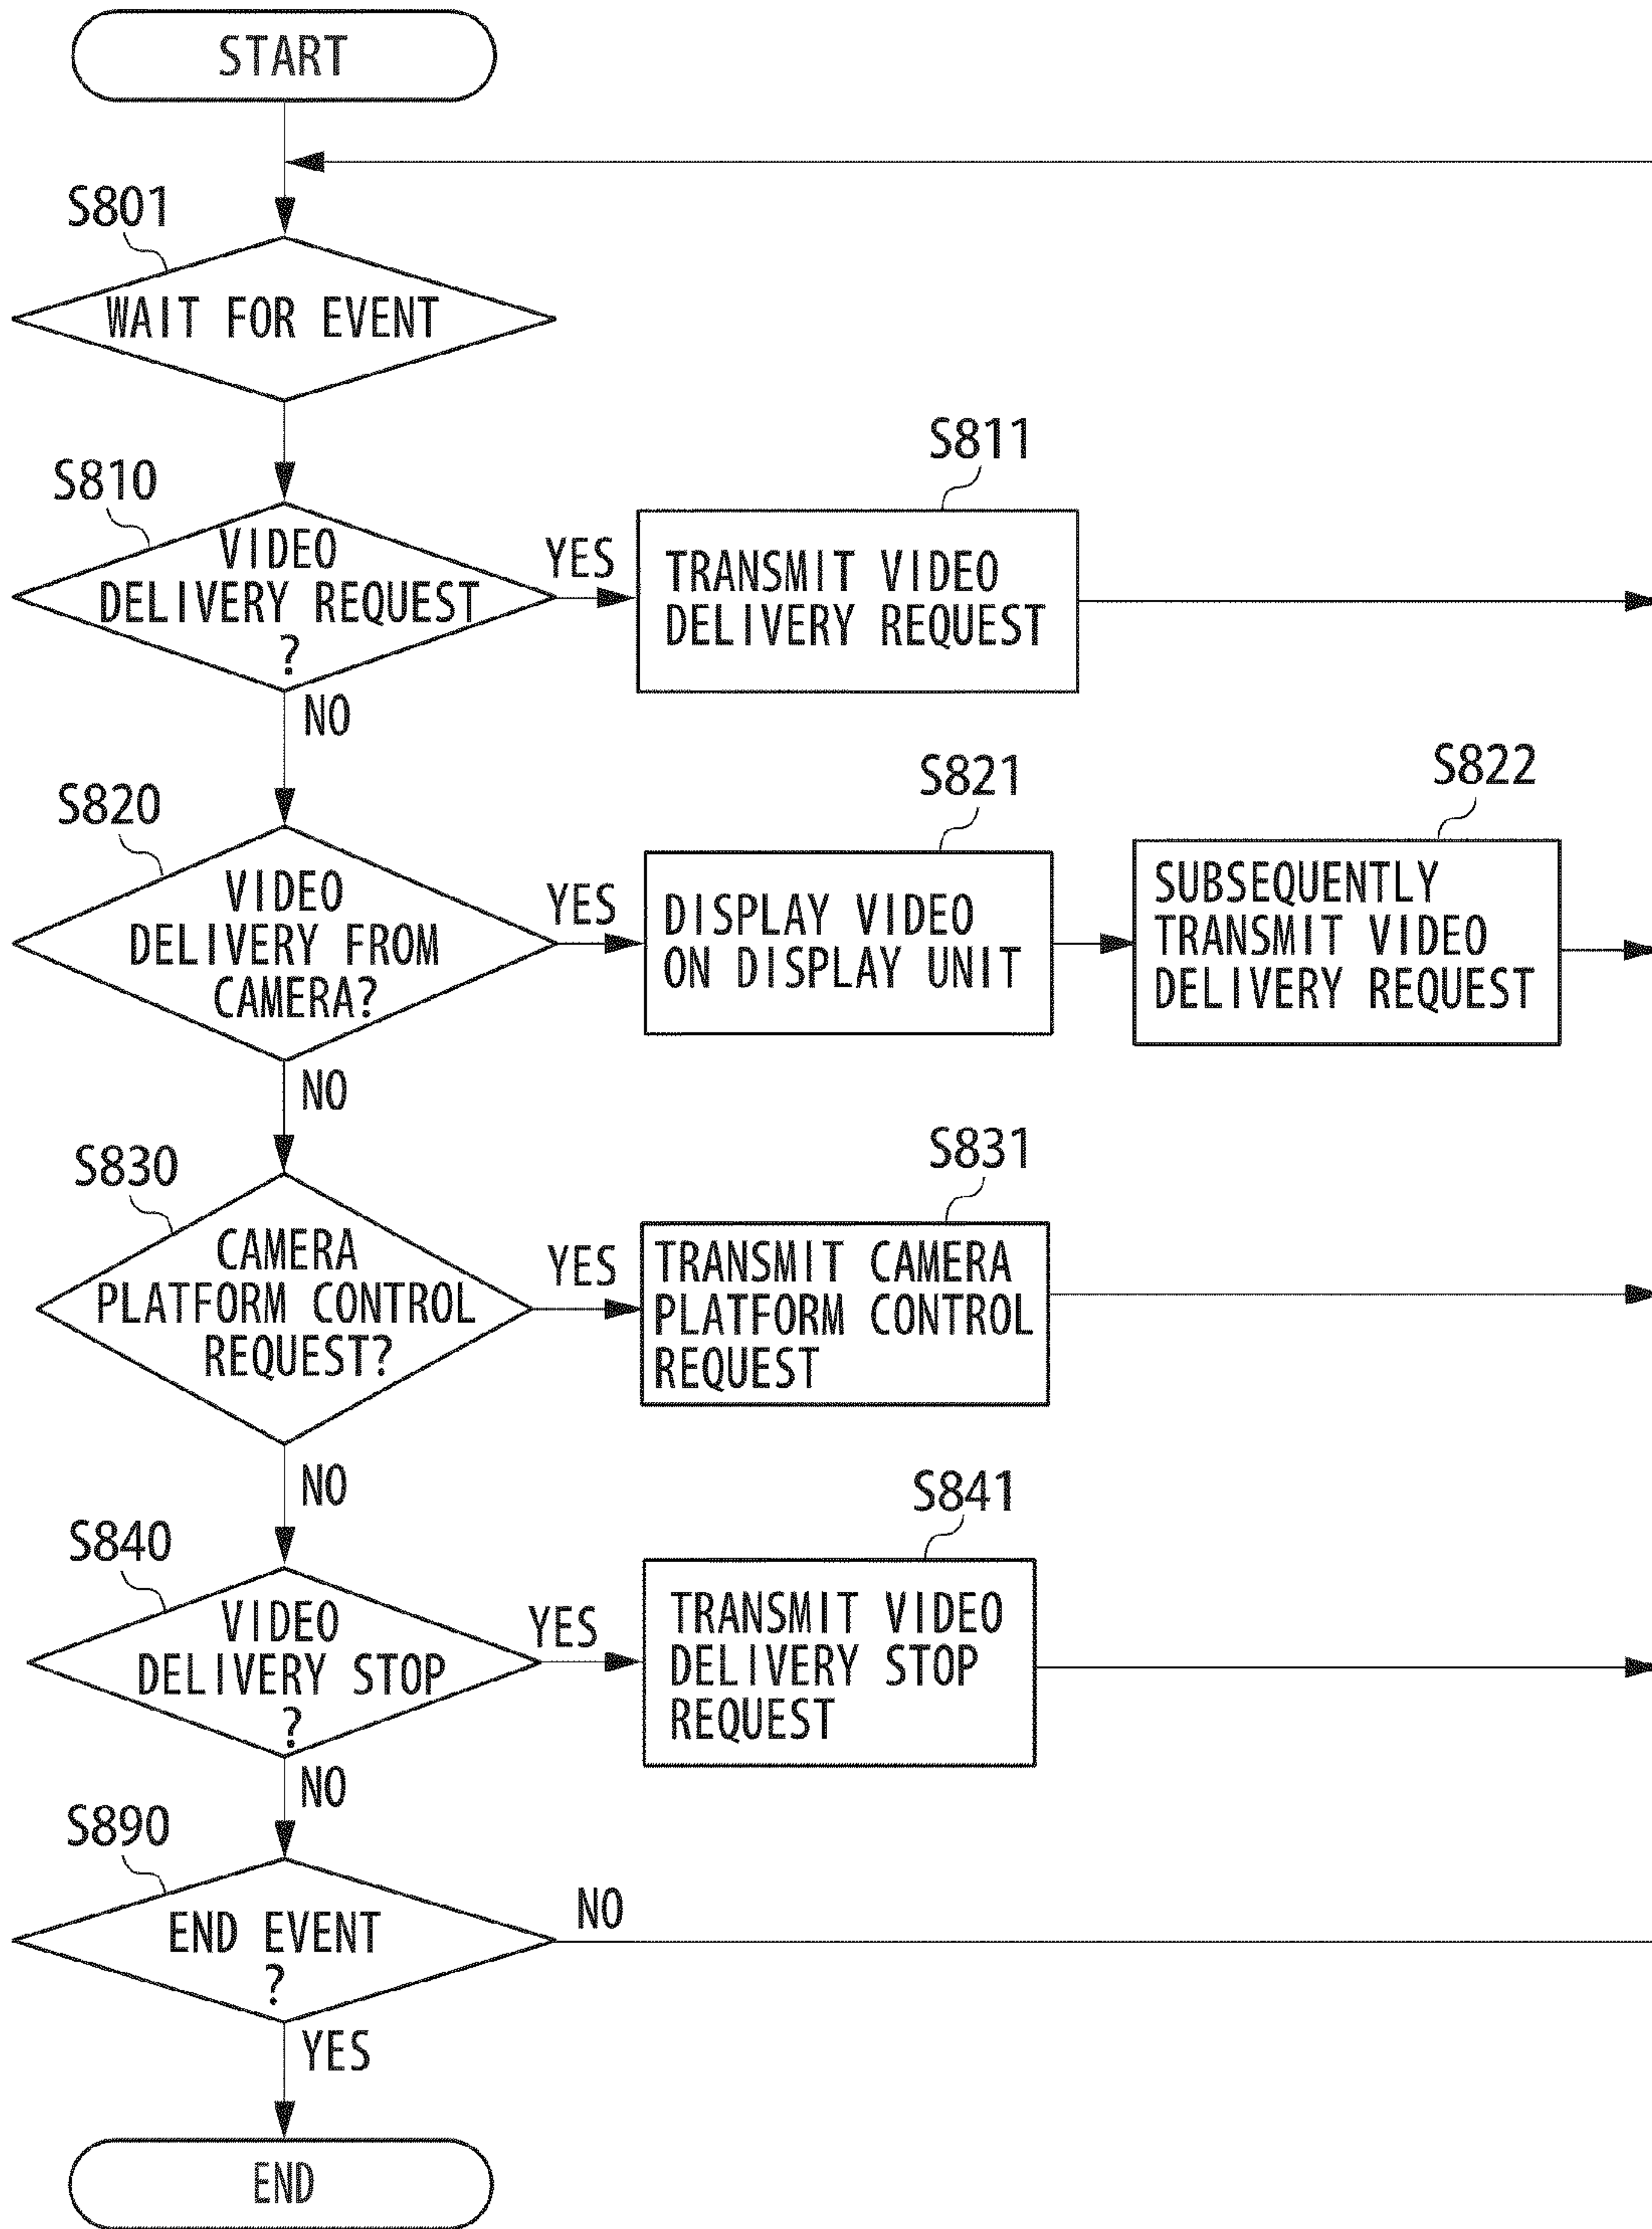 START
S801
WAIT FOR EVENT
S810
VIDEO
DELIVERY REQUEST
?
YES
NO
S811
TRANSMIT VIDEO
DELIVERY REQUEST
S820
VIDEO
DELIVERY FROM
CAMERA?
YES
NO
S821
DISPLAY VIDEO
ON DISPLAY UNIT
S822
SUBSEQUENTLY
TRANSMIT VIDEO
DELIVERY REQUEST
S830
CAMERA
PLATFORM CONTROL
REQUEST?
YES
NO
S831
TRANSMIT CAMERA
PLATFORM CONTROL
REQUEST
S840
VIDEO
DELIVERY STOP
?
YES
NO
S841
TRANSMIT VIDEO
DELIVERY STOP
REQUEST
S890
END EVENT
?
NO
YES
END